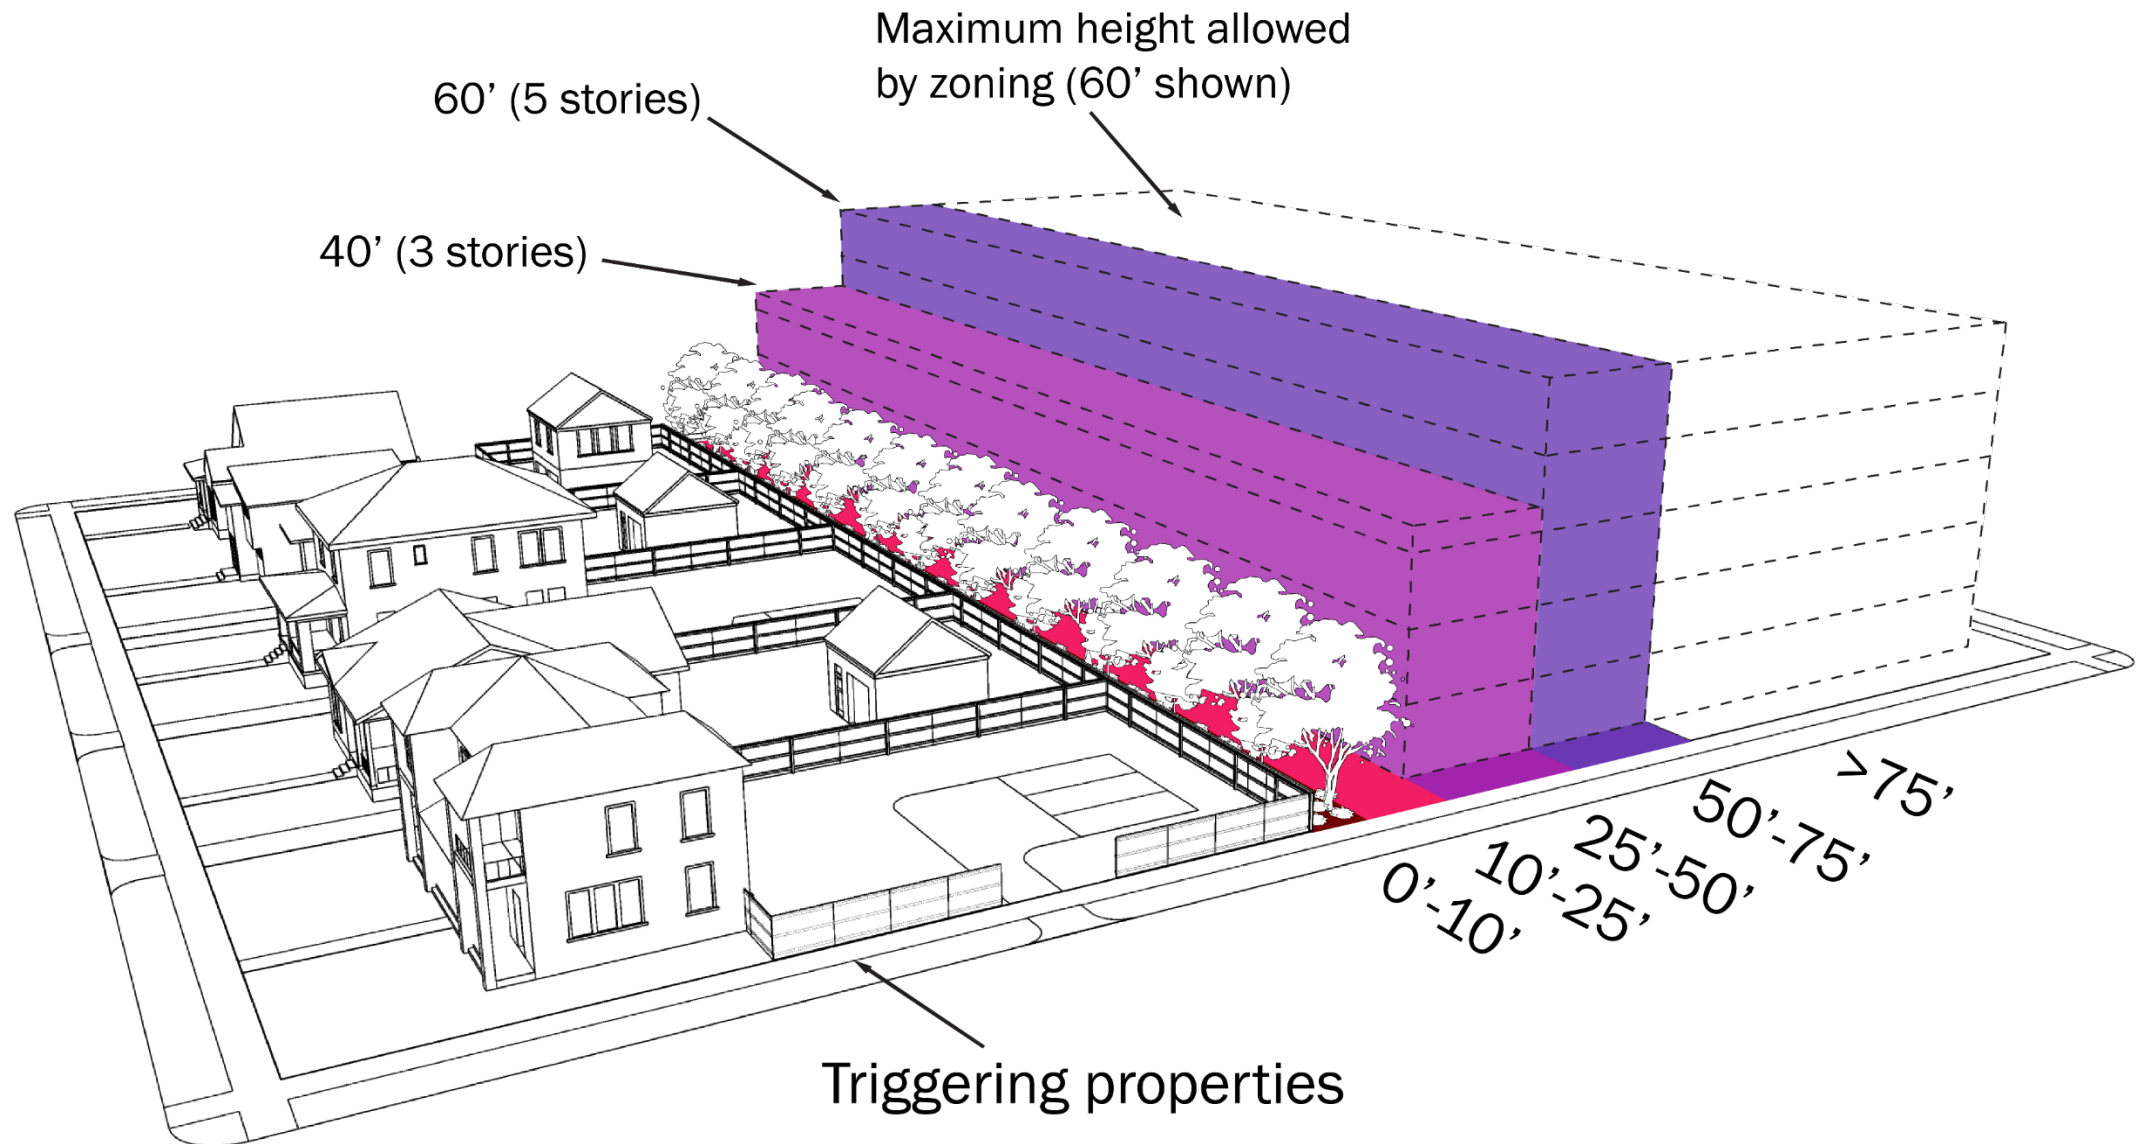 Maximum height allowed
by zoning (60’ shown)
60’ (5 stories)
40’ (3 stories)
>75’
50’-75’
25’-50’
10’-25’
0’-10’
Triggering properties